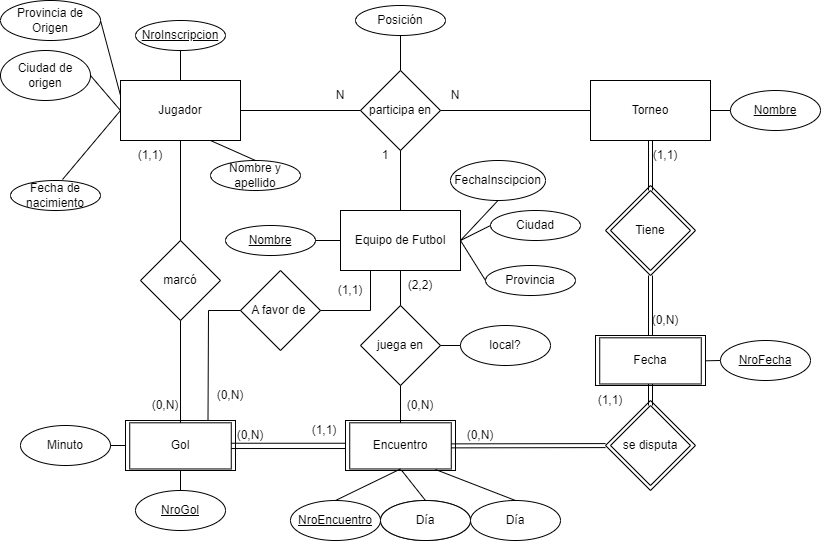 Provincia de
Origen
NroInscripcion
Posición
Ciudad de
origen
Jugador
N
participa en
N
Torneo
Nombre
(1,1)
1
(1,1)
Nombre y
apellido
Fecha de
nacimiento
FechaInscipcion
Nombre
Equipo de Futbol
Ciudad
Tiene
marcó
Provincia
(1,1)
(2,2)
A favor de
(0,N)
juega en
local?
Fecha
NroFecha
(0,N)
(0,N)
(0,N)
(1,1)
Minuto
Gol
(0,N)
(1,1)
Encuentro
(0,N)
se disputa
NroGol
NroEncuentro
Día
Día